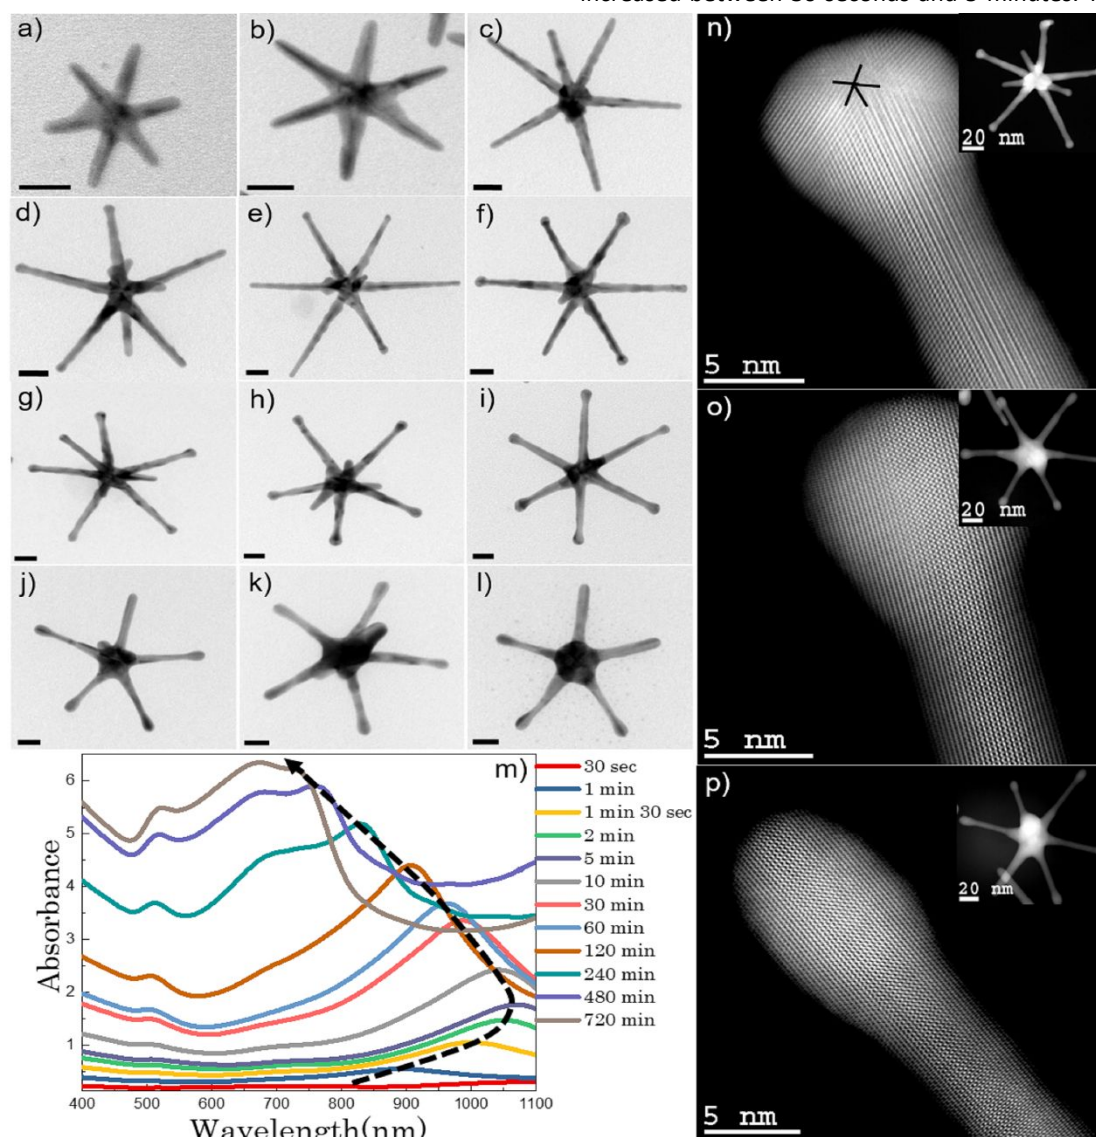 increased between 30 seconds and 5 minutes.
a)
b)
c)
d)
e)
f)
g)
h)
i)
j)
k)
l)
m)
Absorbance
6
5
4
3
2
1
400 500 600 700 800 900 1000 1100
Wavelength(nm)
30 sec
1 min
1 min 30 sec
2 min
5 min
10 min
30 min
60 min
120 min
240 min
480 min
720 min
n)
20 nm
5 nm
o)
20 nm
5 nm
p)
20 nm
5 nm